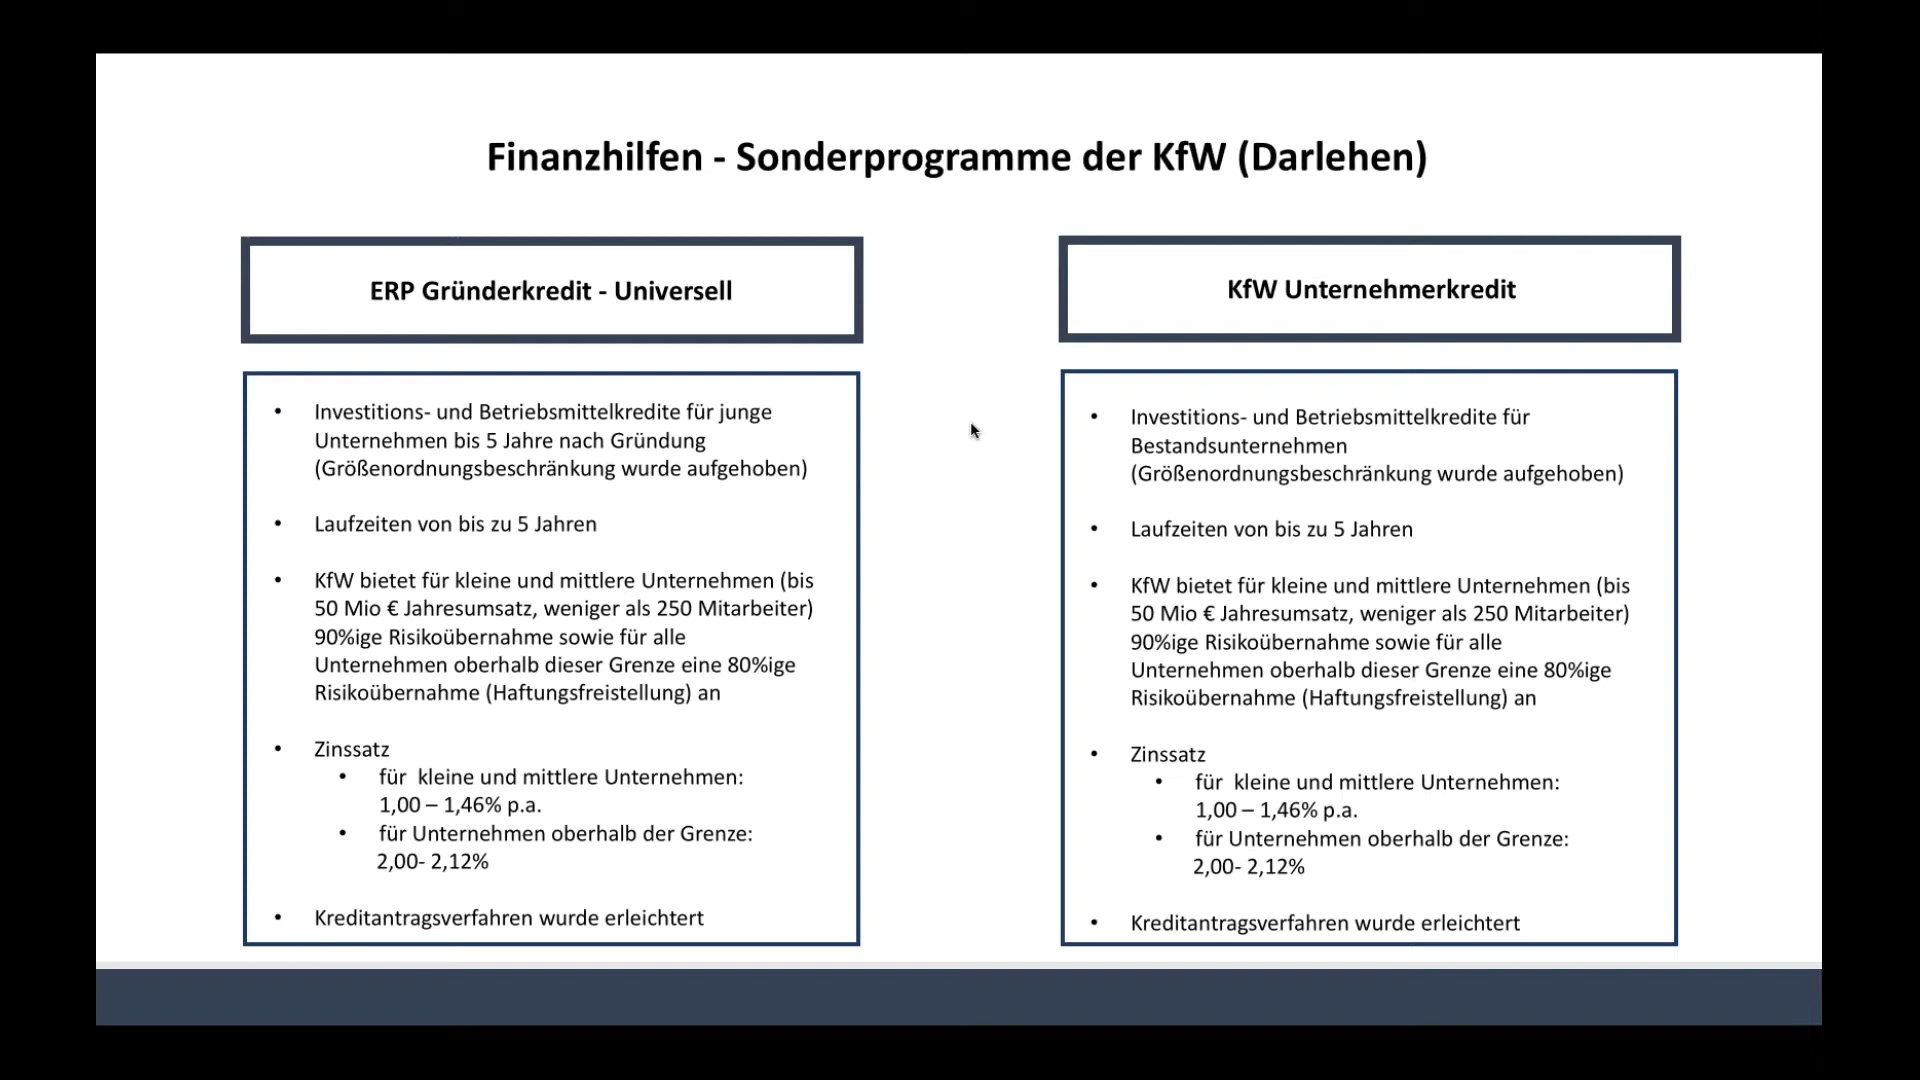 Finanzhilfen - Sonderprogramme der KfW (Darlehen)
ERP Gründerkredit - Universell
• Investitions- und Betriebsmittelkredite für junge
Unternehmen bis 5 Jahre nach Gründung
(Größenordnungsbeschränkung wurde aufgehoben)
• Laufzeiten von bis zu 5 Jahren
• KfW bietet für kleine und mittlere Unternehmen (bis
50 Mio € Jahresumsatz, weniger als 250 Mitarbeiter)
90%ige Risikoübernahme sowie für alle
Unternehmen oberhalb dieser Grenze eine 80%ige
Risikoübernahme (Haftungsfreistellung) an
• Zinssatz
• für  kleine und mittlere Unternehmen:
1,00 – 1,46% p.a.
• für Unternehmen oberhalb der Grenze:
2,00- 2,12%
• Kreditantragsverfahren wurde erleichtert
KfW Unternehmerkredit
• Investitions- und Betriebsmittelkredite für
Bestandsunternehmen
(Größenordnungsbeschränkung wurde aufgehoben)
• Laufzeiten von bis zu 5 Jahren
• KfW bietet für kleine und mittlere Unternehmen (bis
50 Mio € Jahresumsatz, weniger als 250 Mitarbeiter)
90%ige Risikoübernahme sowie für alle
Unternehmen oberhalb dieser Grenze eine 80%ige
Risikoübernahme (Haftungsfreistellung) an
• Zinssatz
• für  kleine und mittlere Unternehmen:
1,00 – 1,46% p.a.
• für Unternehmen oberhalb der Grenze:
2,00- 2,12%
• Kreditantragsverfahren wurde erleichtert